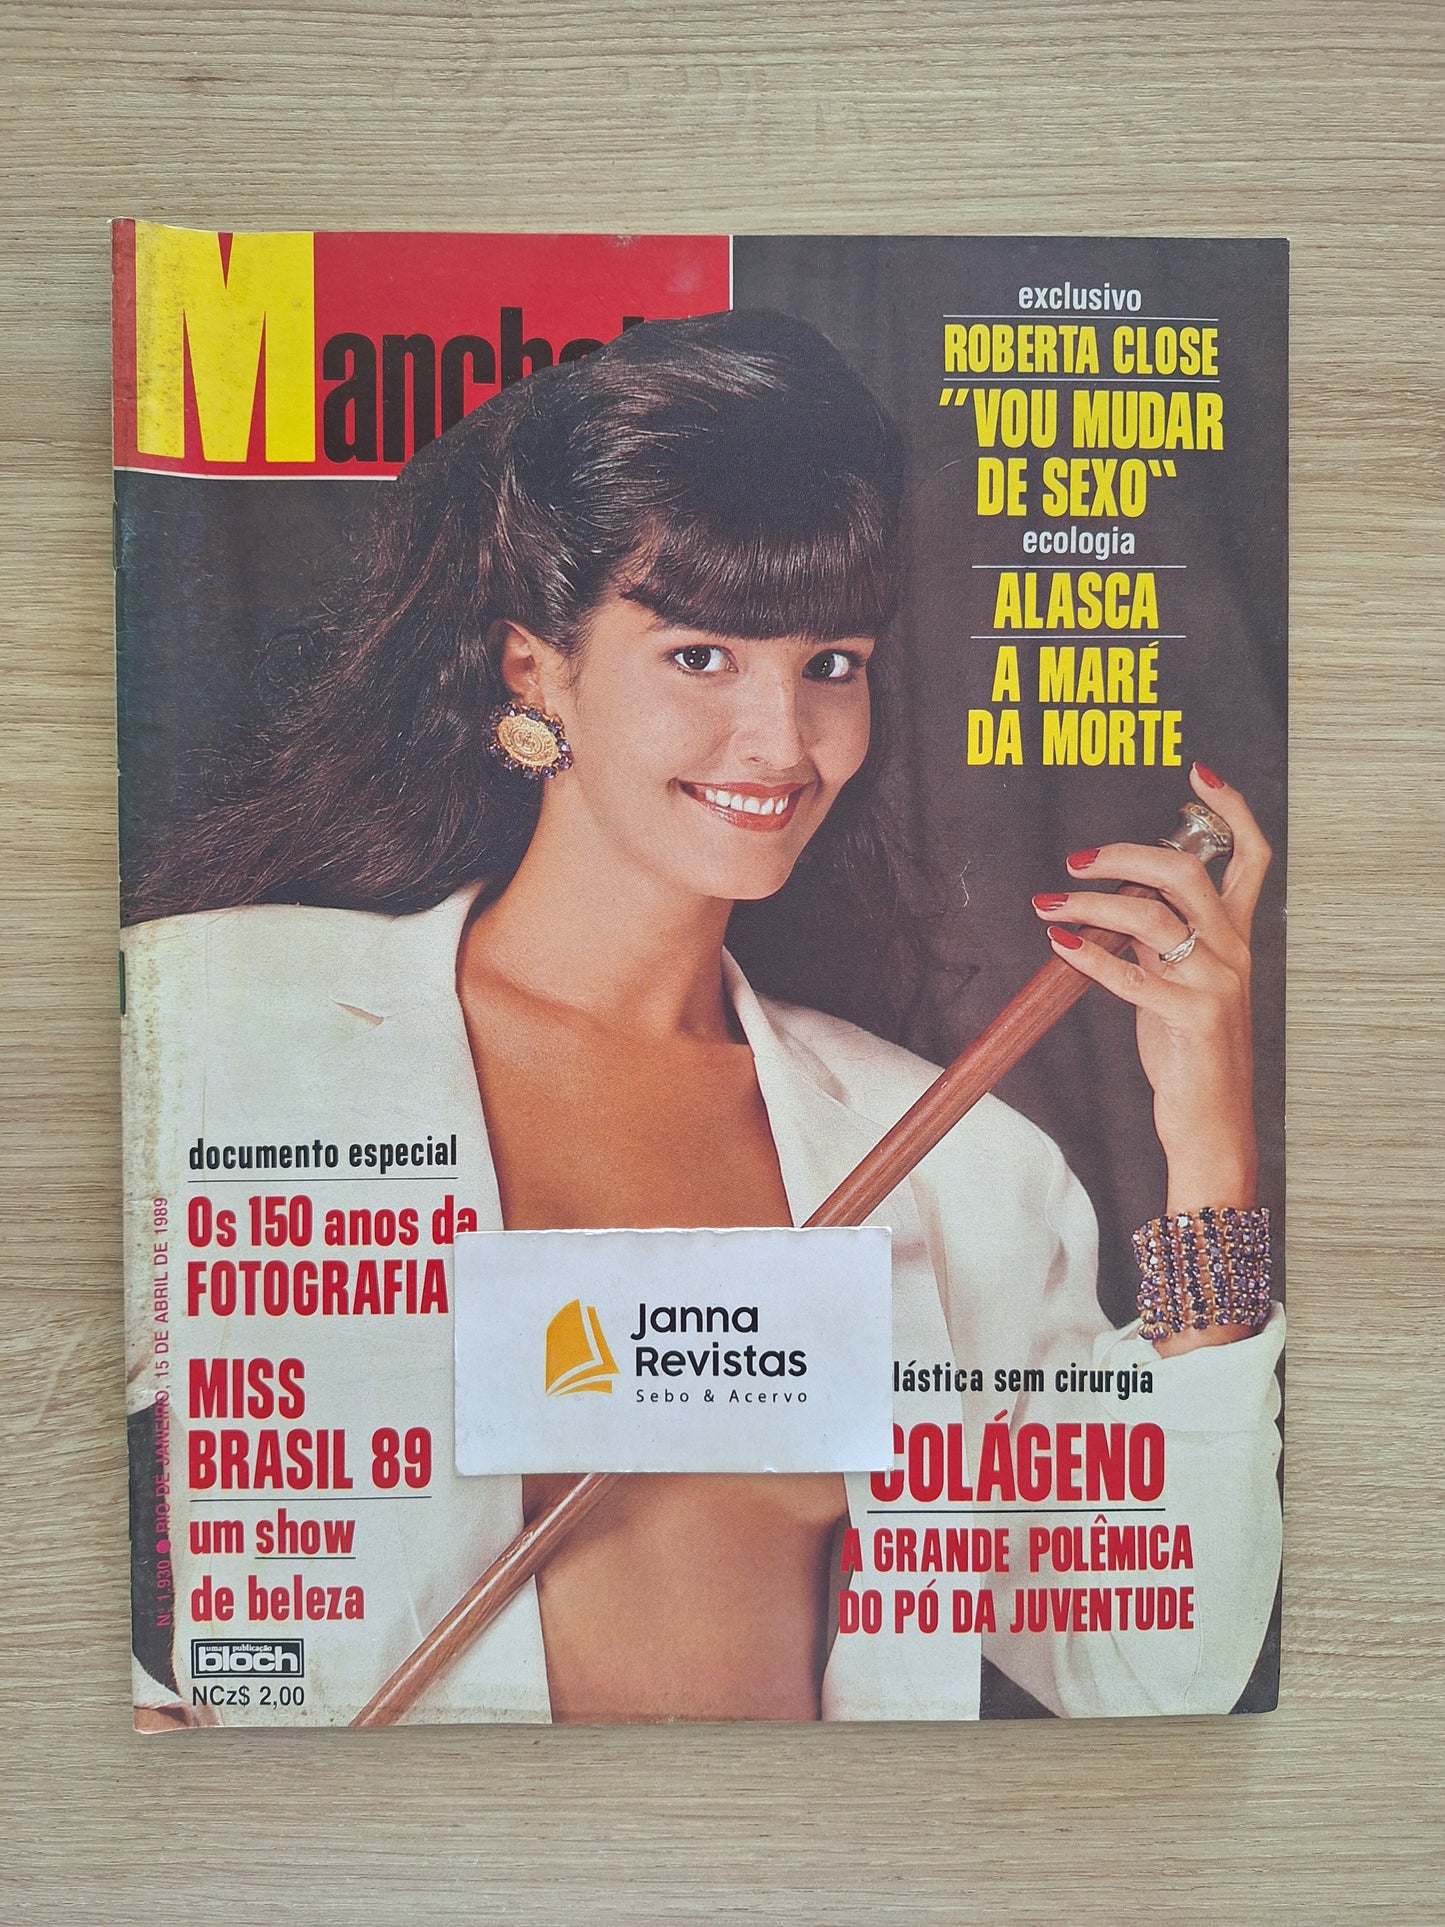 Manchet
exclusivo
ROBERTA CLOSE
"VOU MUDAR
DE SEXO"
ecologia
ALASCA
A MARÉ
DA MORTE
documento especial
Os 150 anos da
FOTOGRAFIA
MISS
BRASIL 89
um show
de beleza
Nº 1.930 ● RIO DE JANEIRO, 15 DE ABRIL DE 1989
uma publicação
bloch
NCz$ 2,00
Janna
Revistas
Sebo & Acervo
lástica sem cirurgia
COLÁGENO
A GRANDE POLÊMICA
DO PÓ DA JUVENTUDE